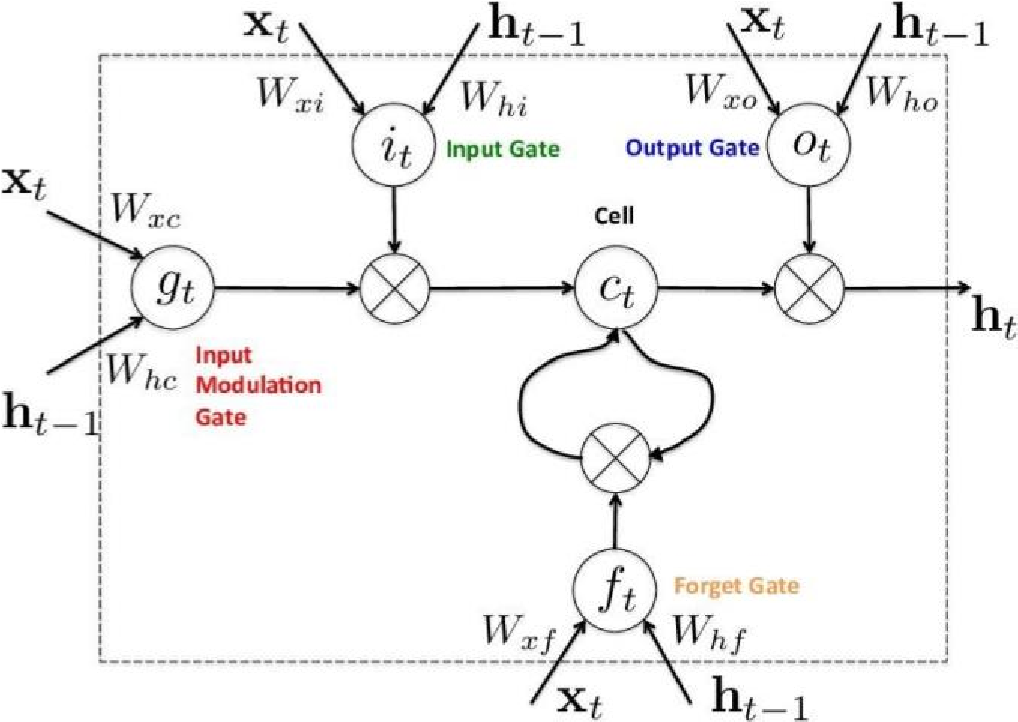 x_t h_{t-1} x_t h_{t-1}
W_{xi} W_{hi} W_{xo} W_{ho}
i_t Input Gate Output Gate o_t
x_t
W_{xc} Cell
g_t c_t
h_t
W_{hc} Input
Modulation
Gate
h_{t-1}
f_t Forget Gate
W_{xf} W_{hf}
x_t h_{t-1}